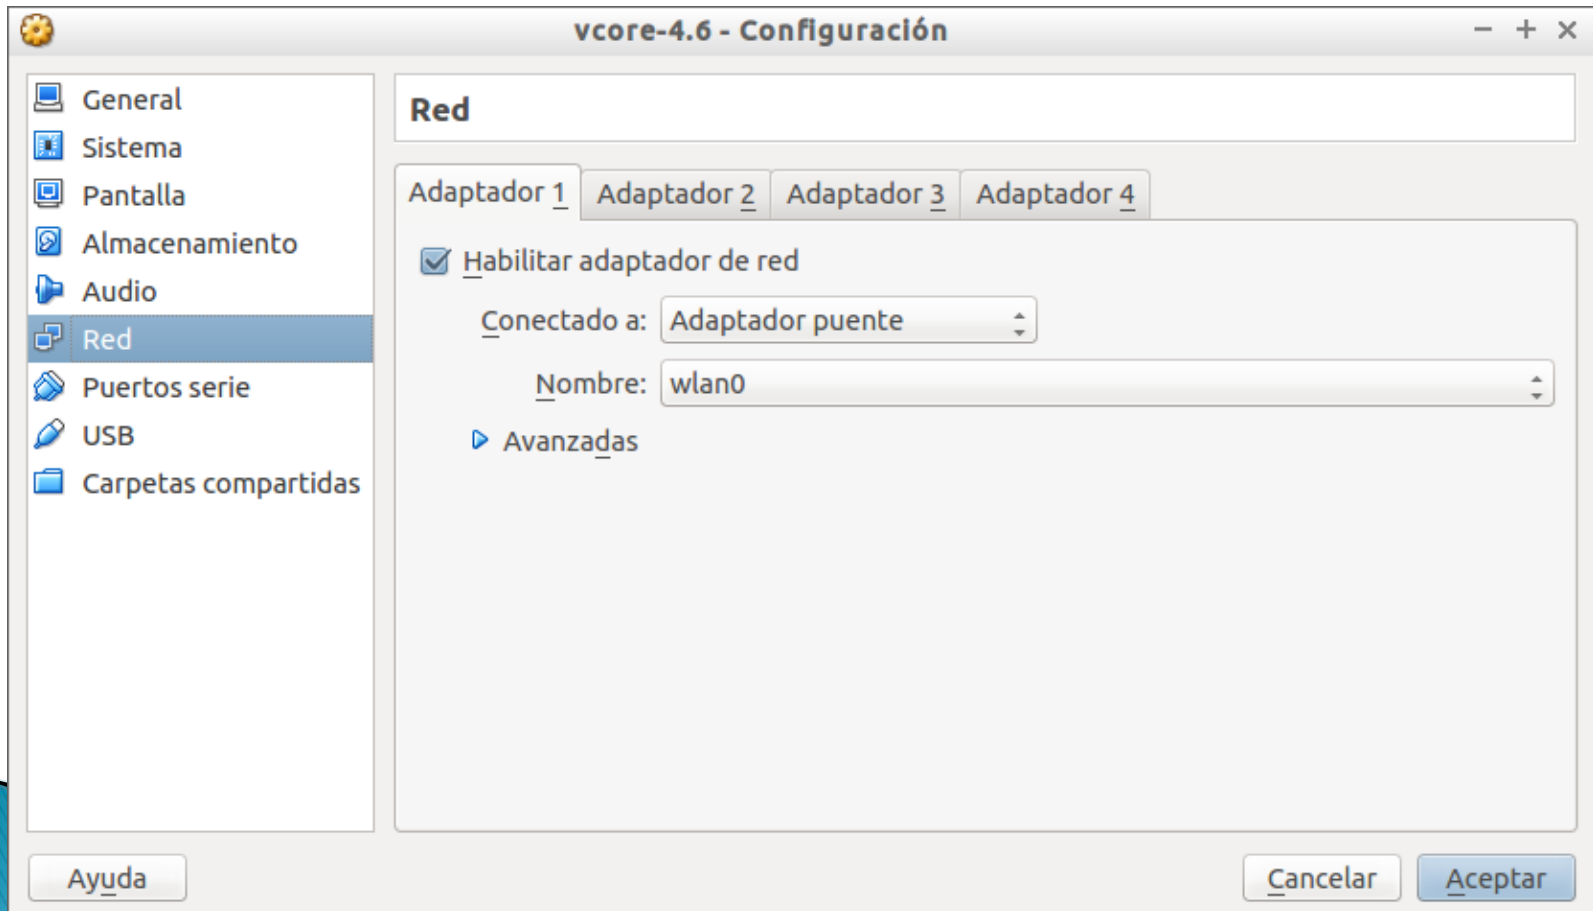 vcore-4.6 - Configuración
General
Sistema
Pantalla
Almacenamiento
Audio
Red
Puertos serie
USB
Carpetas compartidas
Red
Adaptador 1 Adaptador 2 Adaptador 3 Adaptador 4
Habilitar adaptador de red
Conectado a: Adaptador puente
Nombre: wlan0
Avanzadas
Ayuda Cancelar Aceptar